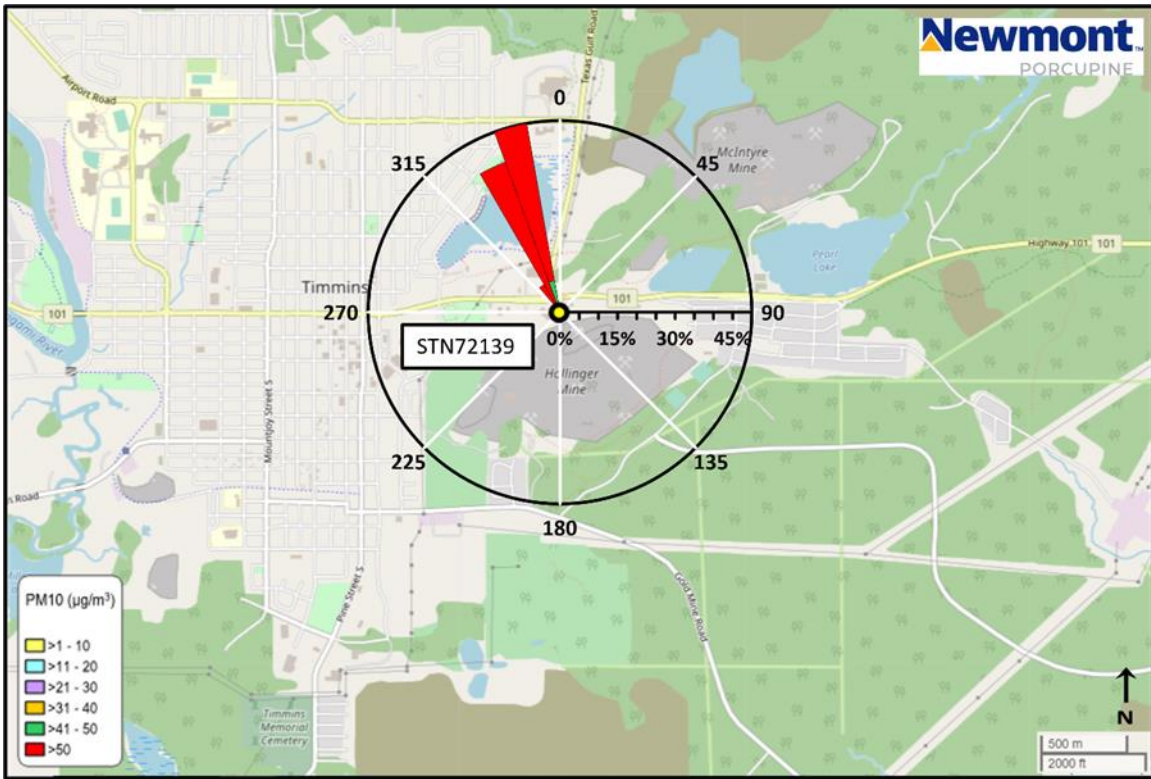 Newmont™
PORCUPINE
Airport Road
Texas Gulf Road
0
315
45
McIntyre
Mine
Pearl
Lake
Highway 101
101
Timmins
101
101
270
90
0%
15%
30%
45%
STN72139
Hollinger
Mine
Mountjoy Street S
225
135
180
Pine Street S
Gold Mine Road
PM10 (µg/m³)
>1 - 10
>11 - 20
>21 - 30
>31 - 40
>41 - 50
>50
Timmins
Memorial
Cemetery
N
500 m
2000 ft